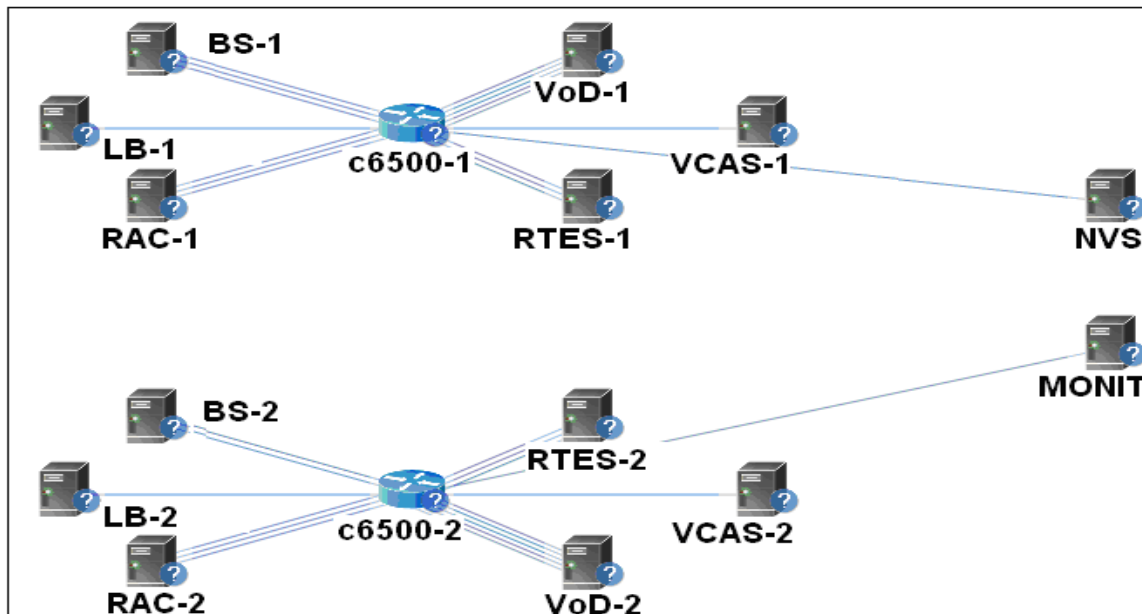 BS-1
VoD-1
LB-1
c6500-1
VCAS-1
RAC-1
RTES-1
NVS
MONIT
BS-2
RTES-2
LB-2
c6500-2
VCAS-2
RAC-2
VoD-2